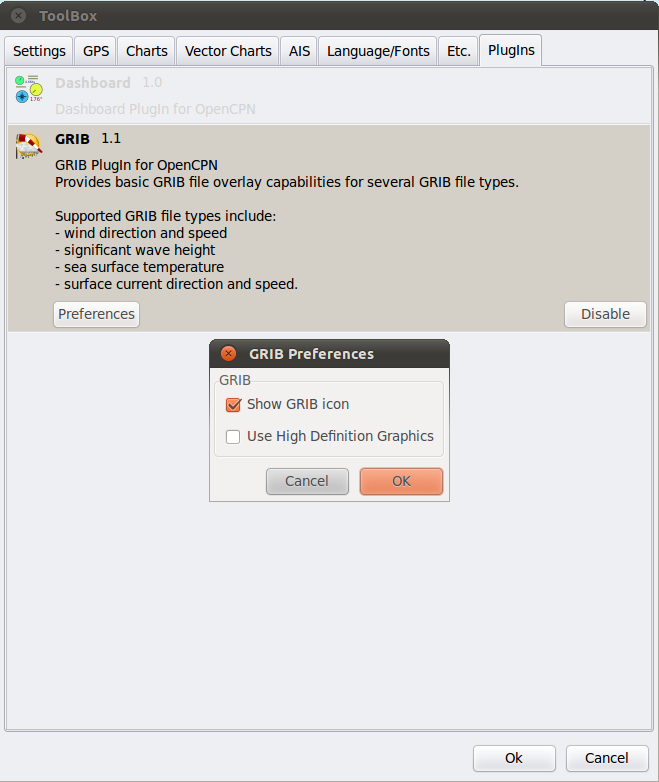 ToolBox
Settings GPS Charts Vector Charts AIS Language/Fonts Etc. PlugIns
Dashboard 1.0
176°
Dashboard PlugIn for OpenCPN
GRIB 1.1
GRIB PlugIn for OpenCPN
Provides basic GRIB file overlay capabilities for several GRIB file types.
Supported GRIB file types include:
- wind direction and speed
- significant wave height
- sea surface temperature
- surface current direction and speed.
Preferences Disable
GRIB Preferences
GRIB
Show GRIB icon
Use High Definition Graphics
Cancel OK
Ok Cancel